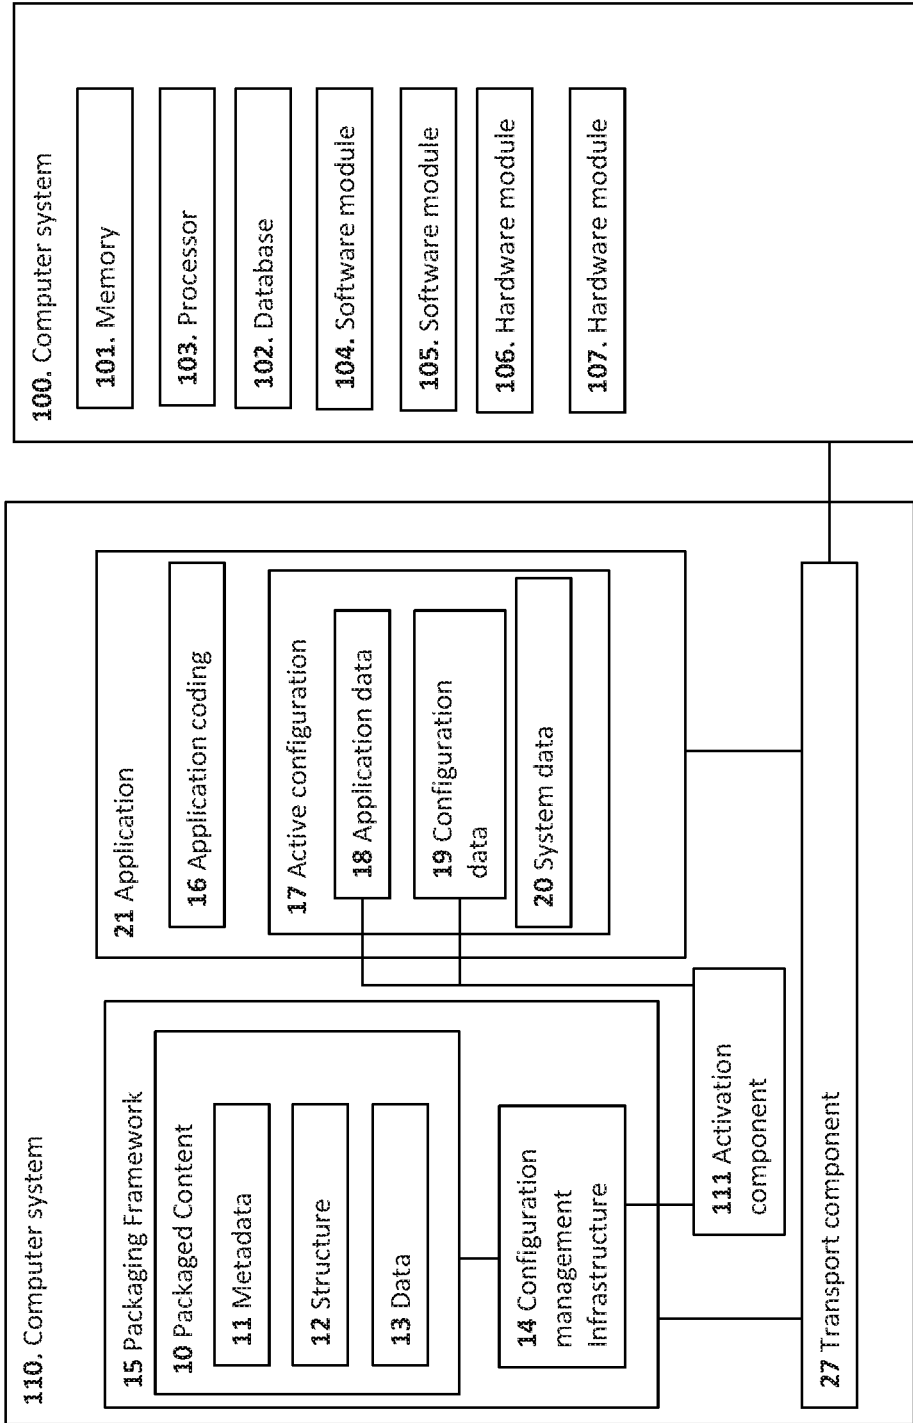 110. Computer system
15 Packaging Framework
10 Packaged Content
11 Metadata
12 Structure
13 Data
14 Configuration
management
Infrastructure
111 Activation
component
27 Transport component
21 Application
16 Application coding
17 Active configuration
18 Application data
19 Configuration
data
20 System data
100. Computer system
101. Memory
103. Processor
102. Database
104. Software module
105. Software module
106. Hardware module
107. Hardware module